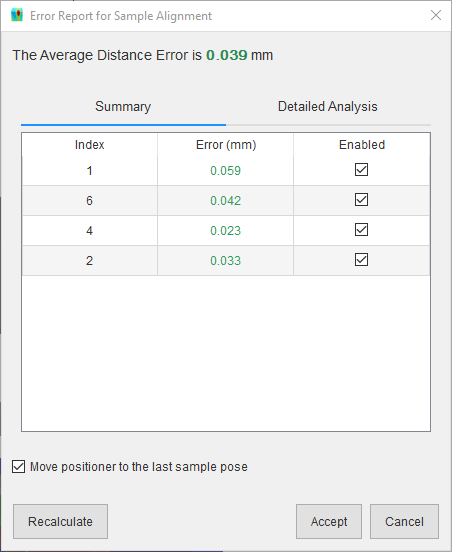 Error Report for Sample Alignment
The Average Distance Error is 0.039 mm
Summary Detailed Analysis
Index Error (mm) Enabled
1 0.059
6 0.042
4 0.023
2 0.033
Move positioner to the last sample pose
Recalculate Accept Cancel